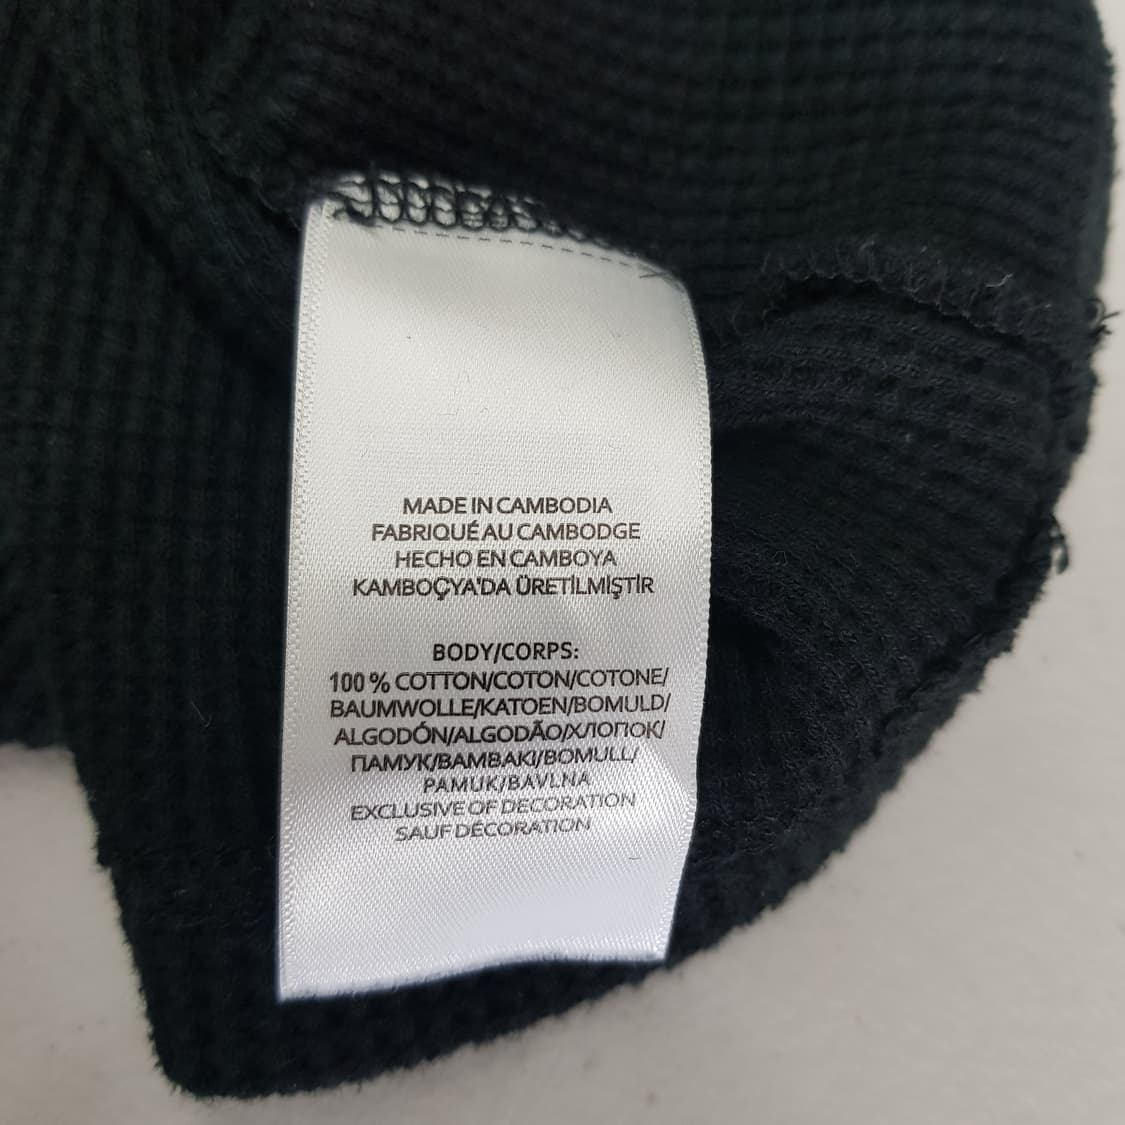 MADE IN CAMBODIA
FABRIQUÉ AU CAMBODGE
HECHO EN CAMBOYA
KAMBOÇYA'DA ÜRETİLMİŞTİR
BODY/CORPS:
100 % COTTON/COTON/COTONE/
BAUMWOLLE/KATOEN/BOMULD/
ALGODÓN/ALGODÃO/ХЛОПОК/
ПАМУК/ΒΑΜΒΑΚΙ/BOMULL/
PAMUK/BAVLNA
EXCLUSIVE OF DECORATION
SAUF DÉCORATION